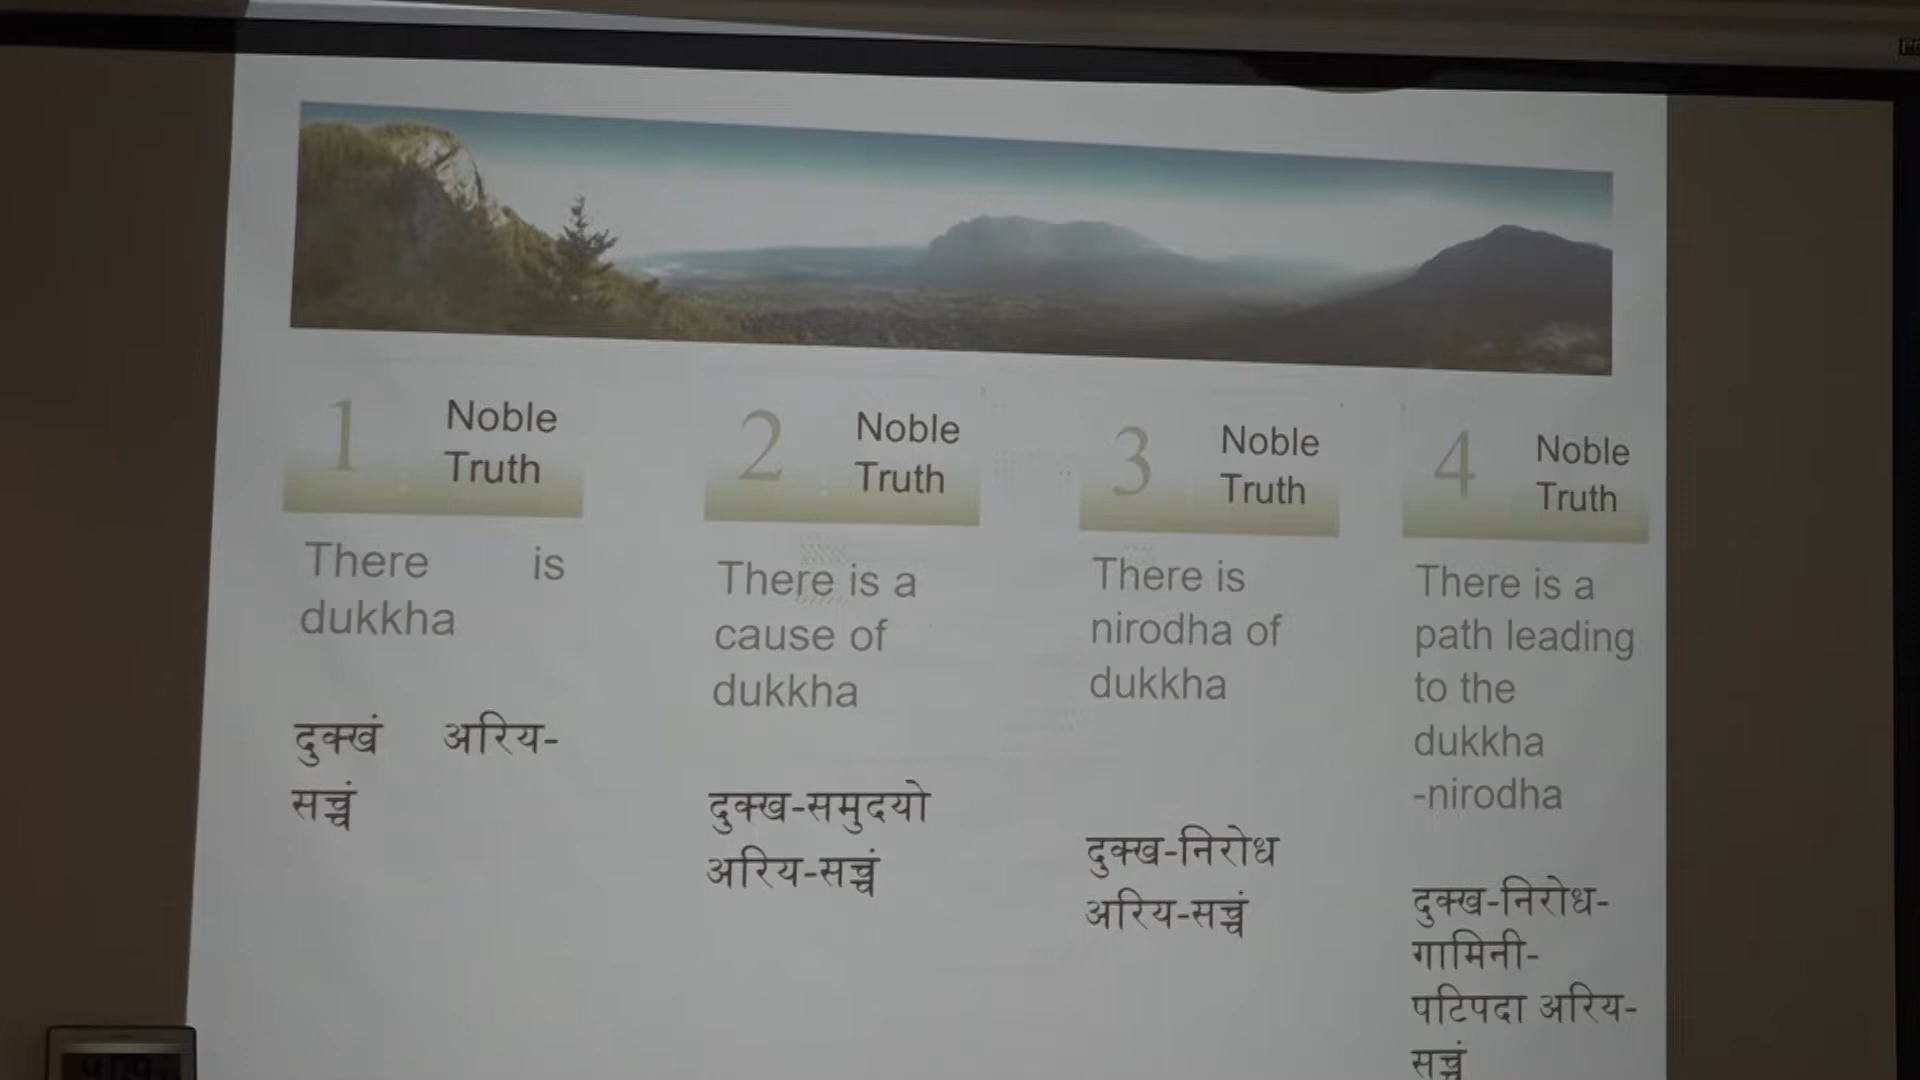 1 Noble
Truth
There is
dukkha
दुक्खं अरिय-
सच्चं
2 Noble
Truth
There is a
cause of
dukkha
दुक्ख-समुदयो
अरिय-सच्चं
3 Noble
Truth
There is
nirodha of
dukkha
दुक्ख-निरोध
अरिय-सच्चं
4 Noble
Truth
There is a
path leading
to the
dukkha
-nirodha
दुक्ख-निरोध-
गामिनी-
पटिपदा अरिय-
सच्चं